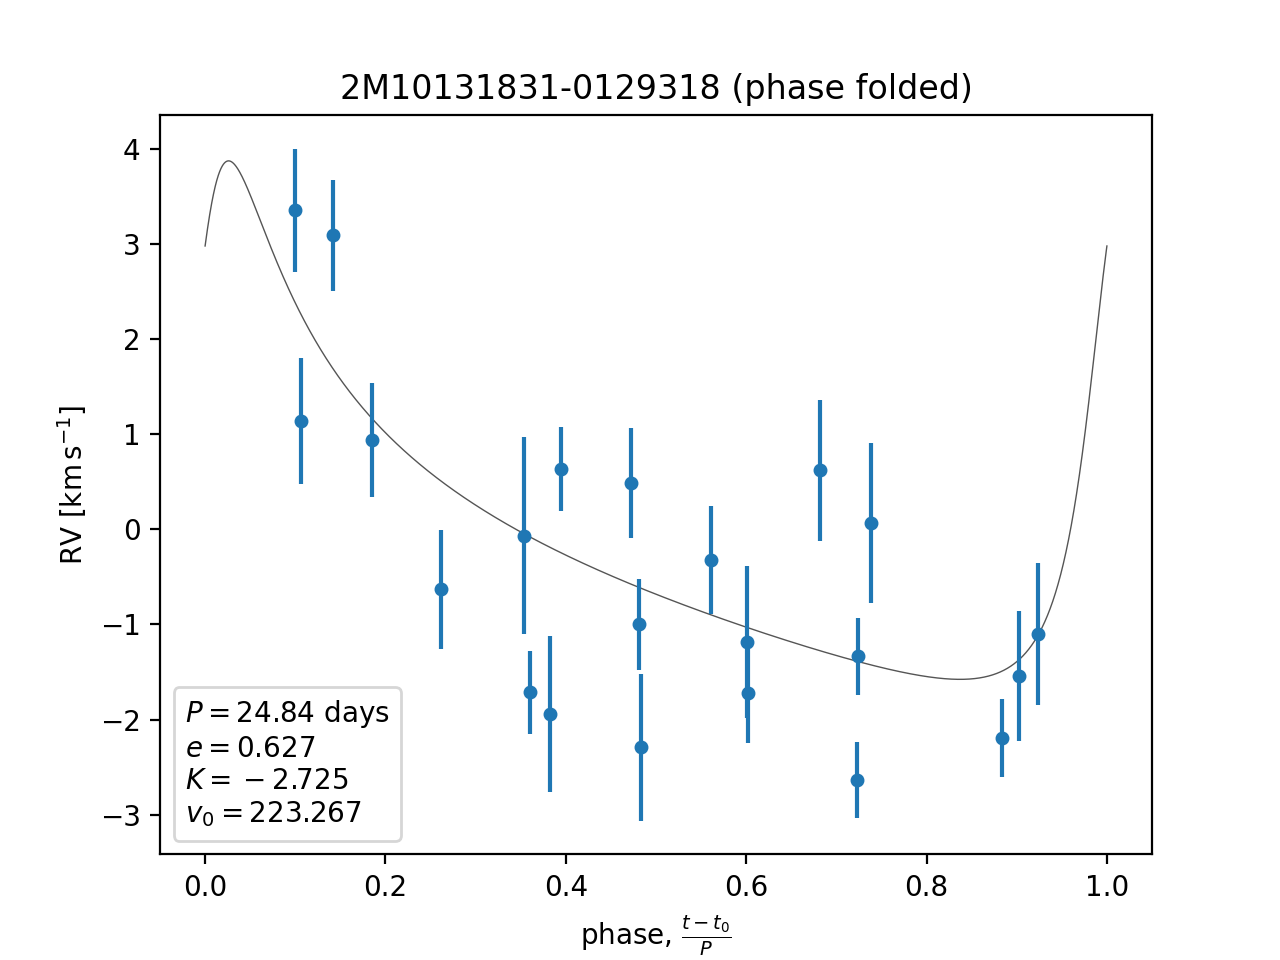 2M10131831-0129318 (phase folded)
RV [km s⁻¹]
4
3
2
1
0
−1
−2
−3
P = 24.84 days
e = 0.627
K = −2.725
v₀ = 223.267
0.0 0.2 0.4 0.6 0.8 1.0
phase, (t − t₀)/P